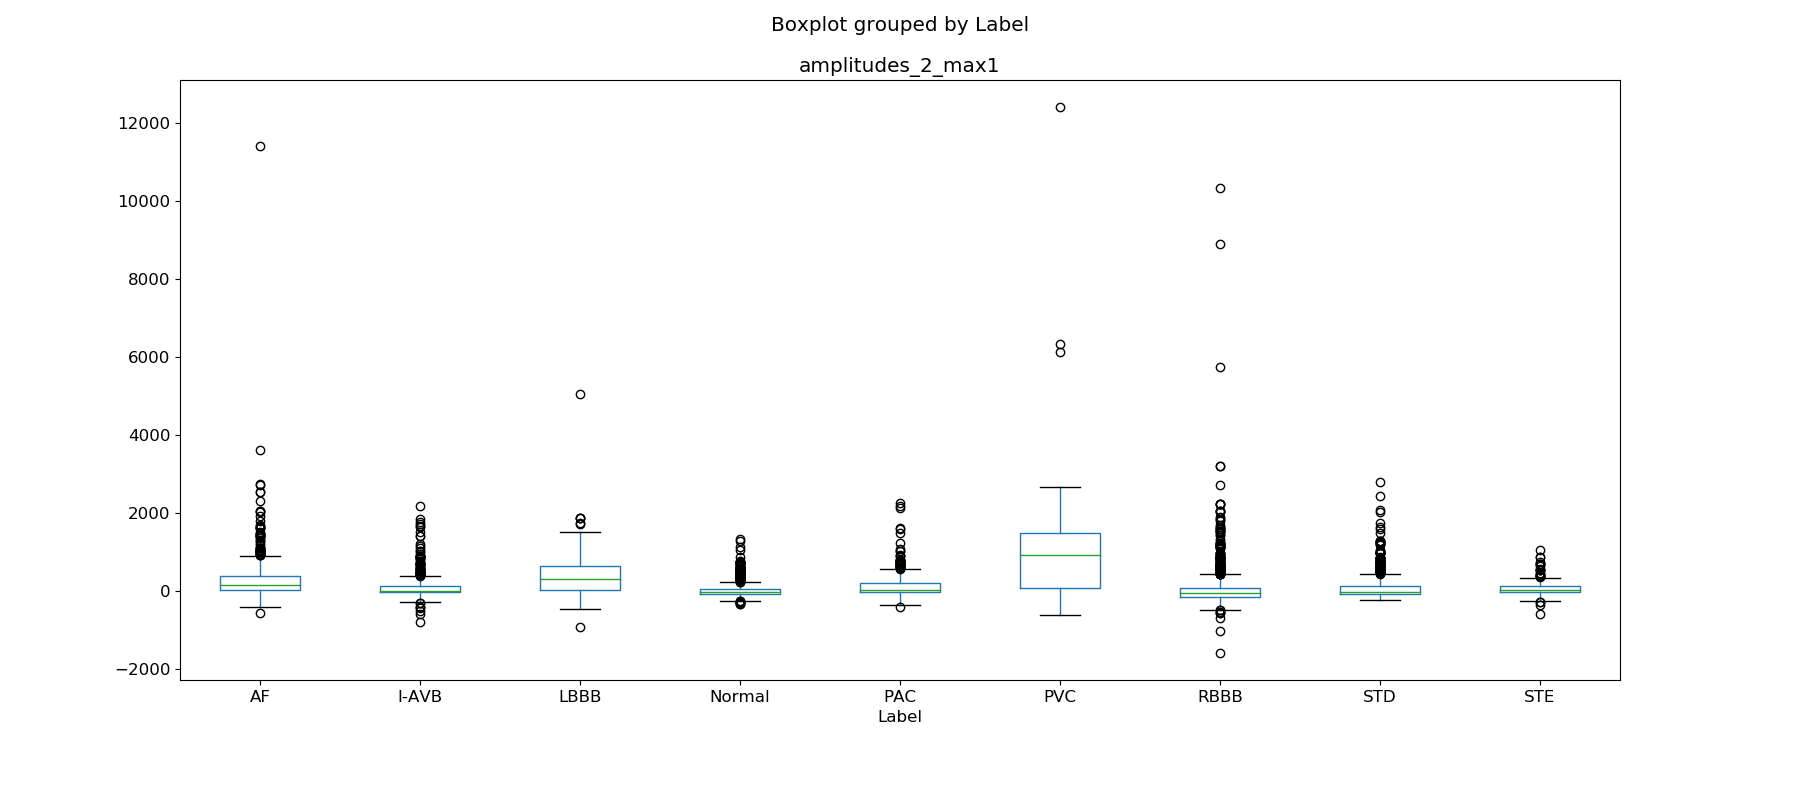 Boxplot grouped by Label
amplitudes_2_max1
12000
10000
8000
6000
4000
2000
0
−2000
AF I-AVB LBBB Normal PAC PVC RBBB STD STE
Label